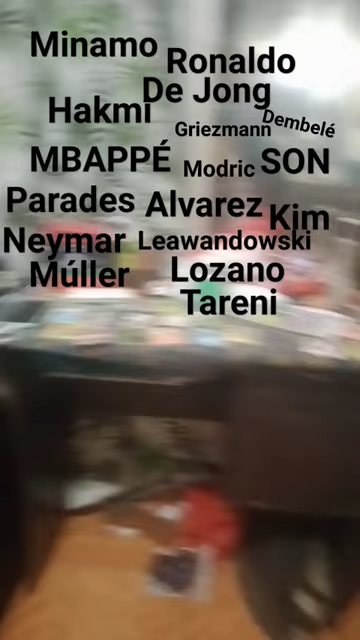 Minamo
Ronaldo
De Jong
Hakmi
Griezmann
Dembelé
MBAPPÉ
Modric
SON
Parades
Alvarez
Kim
Neymar
Leawandowski
Múller
Lozano
Tareni